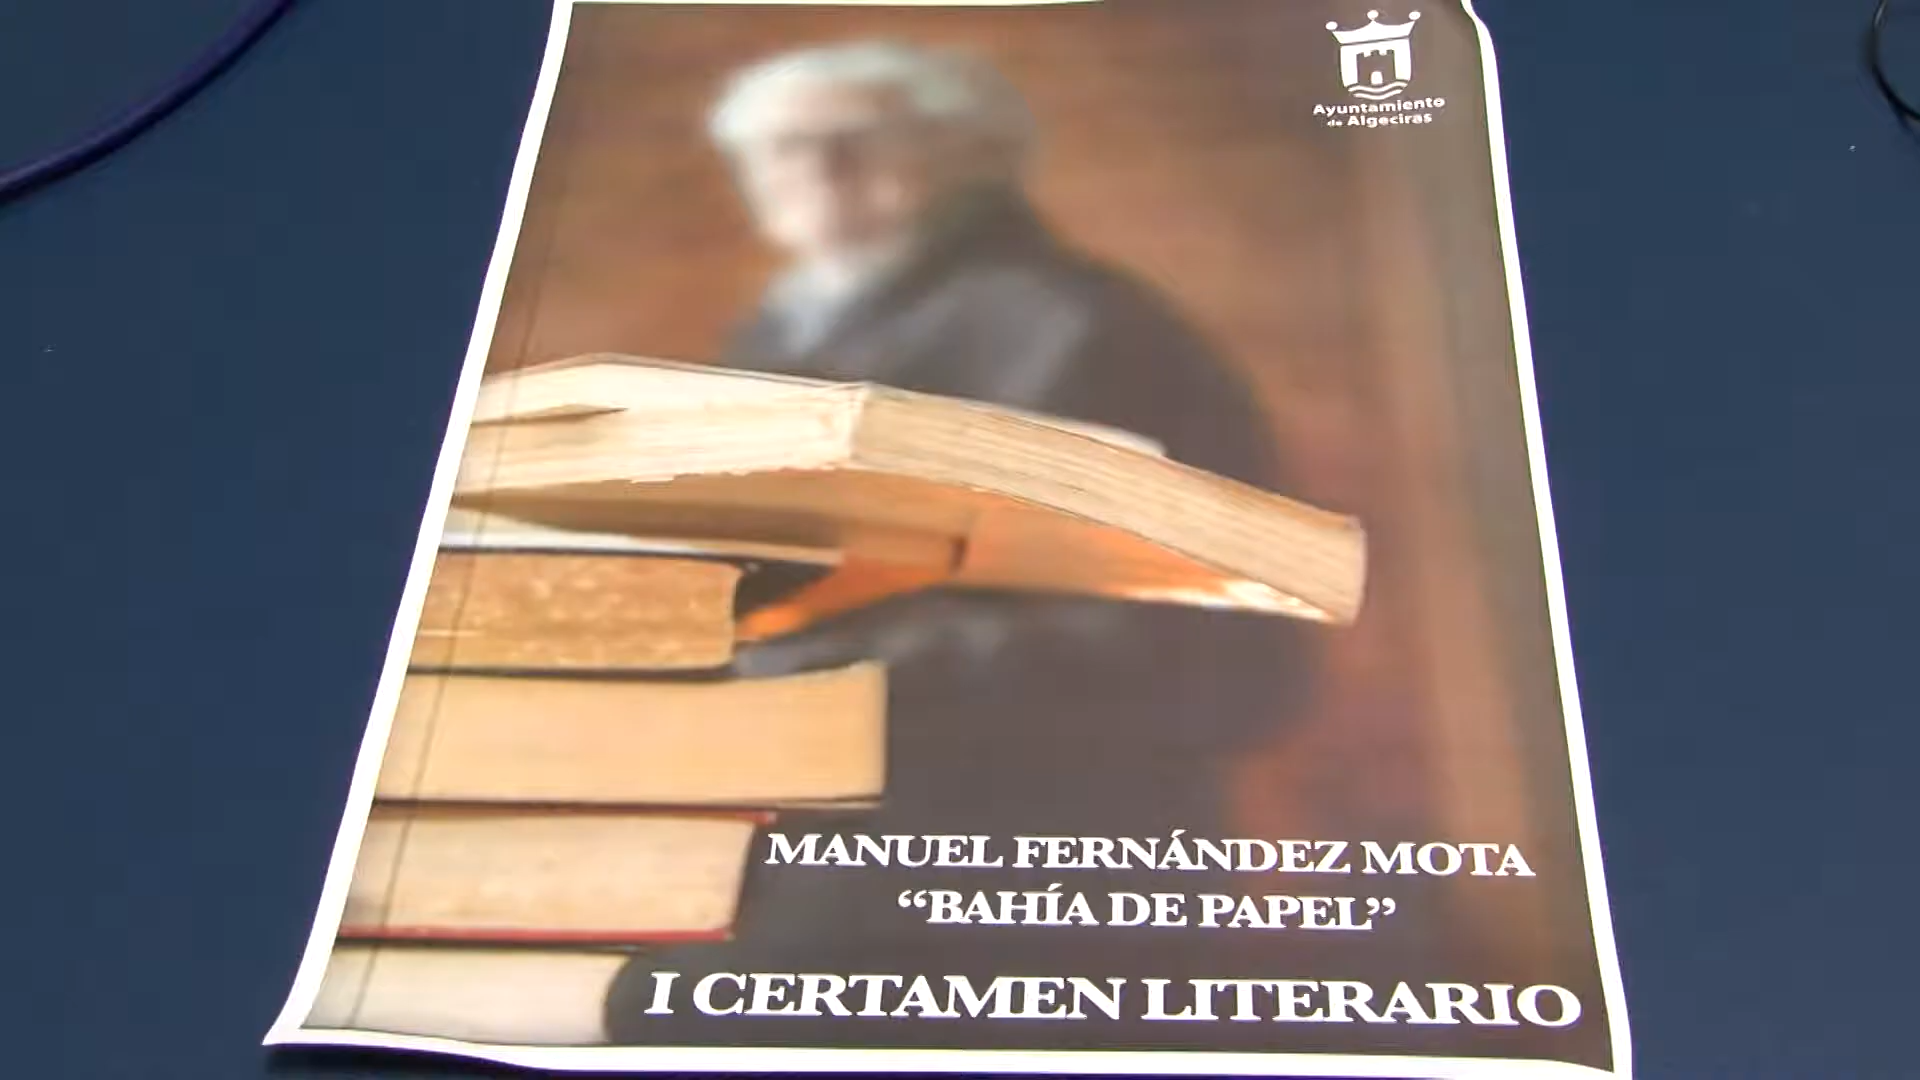 Ayuntamiento
de Algeciras
MANUEL FERNÁNDEZ MOTA
“BAHÍA DE PAPEL”
I CERTAMEN LITERARIO